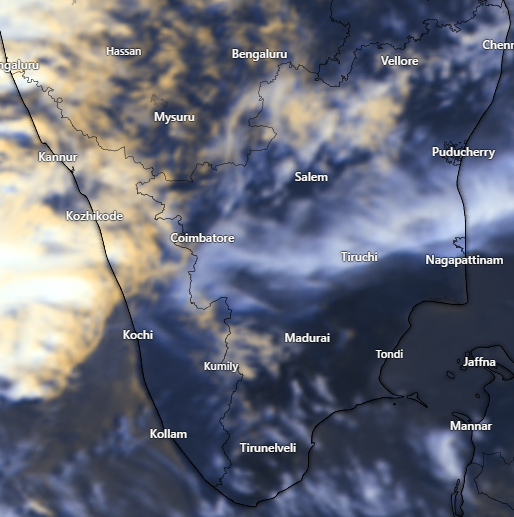 Hassan
Bengaluru
Chenn
Vellore
ngaluru
Mysuru
Kannur
Puducherry
Salem
Kozhikode
Coimbatore
Tiruchi
Nagapattinam
Kochi
Madurai
Tondi
Jaffna
Kumily
Mannar
Kollam
Tirunelveli